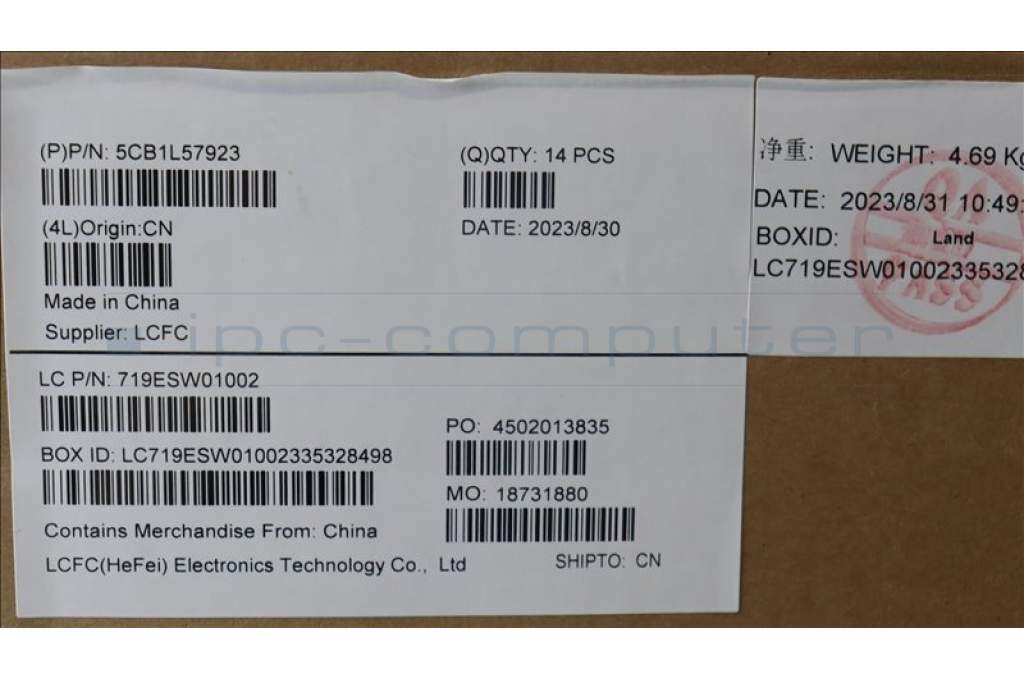 (P)P/N: 5CB1L57923
(Q)QTY: 14 PCS
(4L)Origin:CN
DATE: 2023/8/30
Made in China
Supplier: LCFC
净重: WEIGHT: 4.69 Kg
DATE: 2023/8/31 10:49:
BOXID: Land
LC719ESW01002335328
QA
PASS
ipc-computer
LC P/N: 719ESW01002
PO: 4502013835
BOX ID: LC719ESW01002335328498
MO: 18731880
Contains Merchandise From: China
LCFC(HeFei) Electronics Technology Co., Ltd
SHIPTO: CN